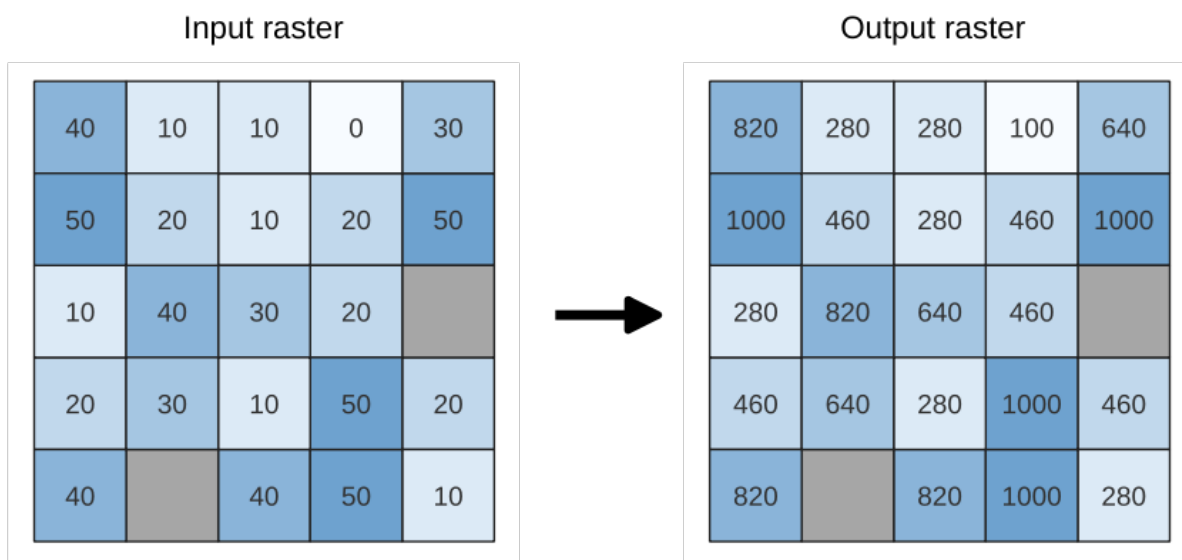 Input raster
Output raster
40 10 10 0 30
820 280 280 100 640
50 20 10 20 50
1000 460 280 460 1000
10 40 30 20
280 820 640 460
20 30 10 50 20
460 640 280 1000 460
40 40 50 10
820 820 1000 280